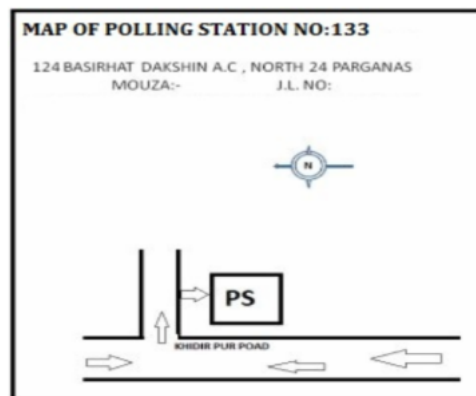 MAP OF POLLING STATION NO:133
124 BASIRHAT DAKSHIN A.C , NORTH 24 PARGANAS
MOUZA:- J.L. NO:
N
PS
KHIDIR PUR POAD